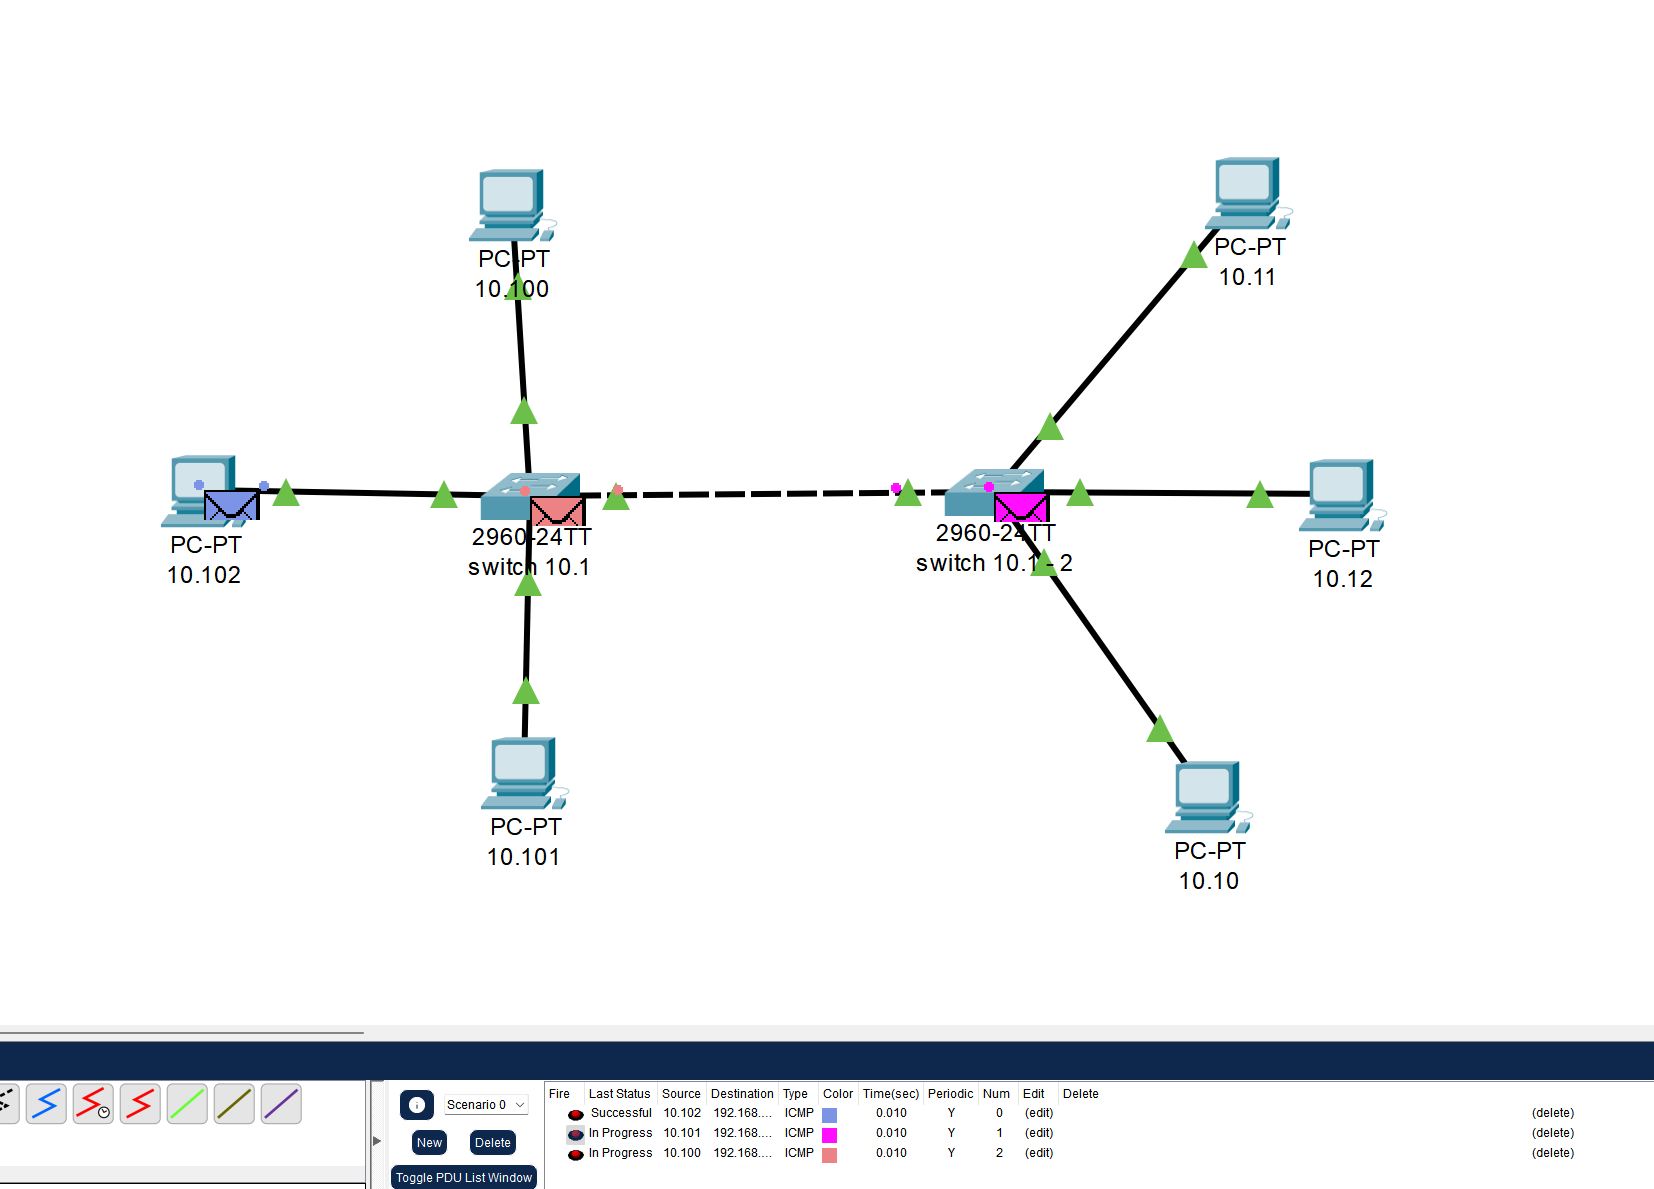 PC-PT
10.100
PC-PT
10.11
PC-PT
10.102
2960-24TT
switch 10.1
2960-24TT
switch 10.1 - 2
PC-PT
10.12
PC-PT
10.101
PC-PT
10.10
Scenario 0
New
Delete
Toggle PDU List Window
Fire Last Status Source Destination Type Color Time(sec) Periodic Num Edit Delete
Successful 10.102 192.168.... ICMP 0.010 Y 0 (edit) (delete)
In Progress 10.101 192.168.... ICMP 0.010 Y 1 (edit) (delete)
In Progress 10.100 192.168.... ICMP 0.010 Y 2 (edit) (delete)